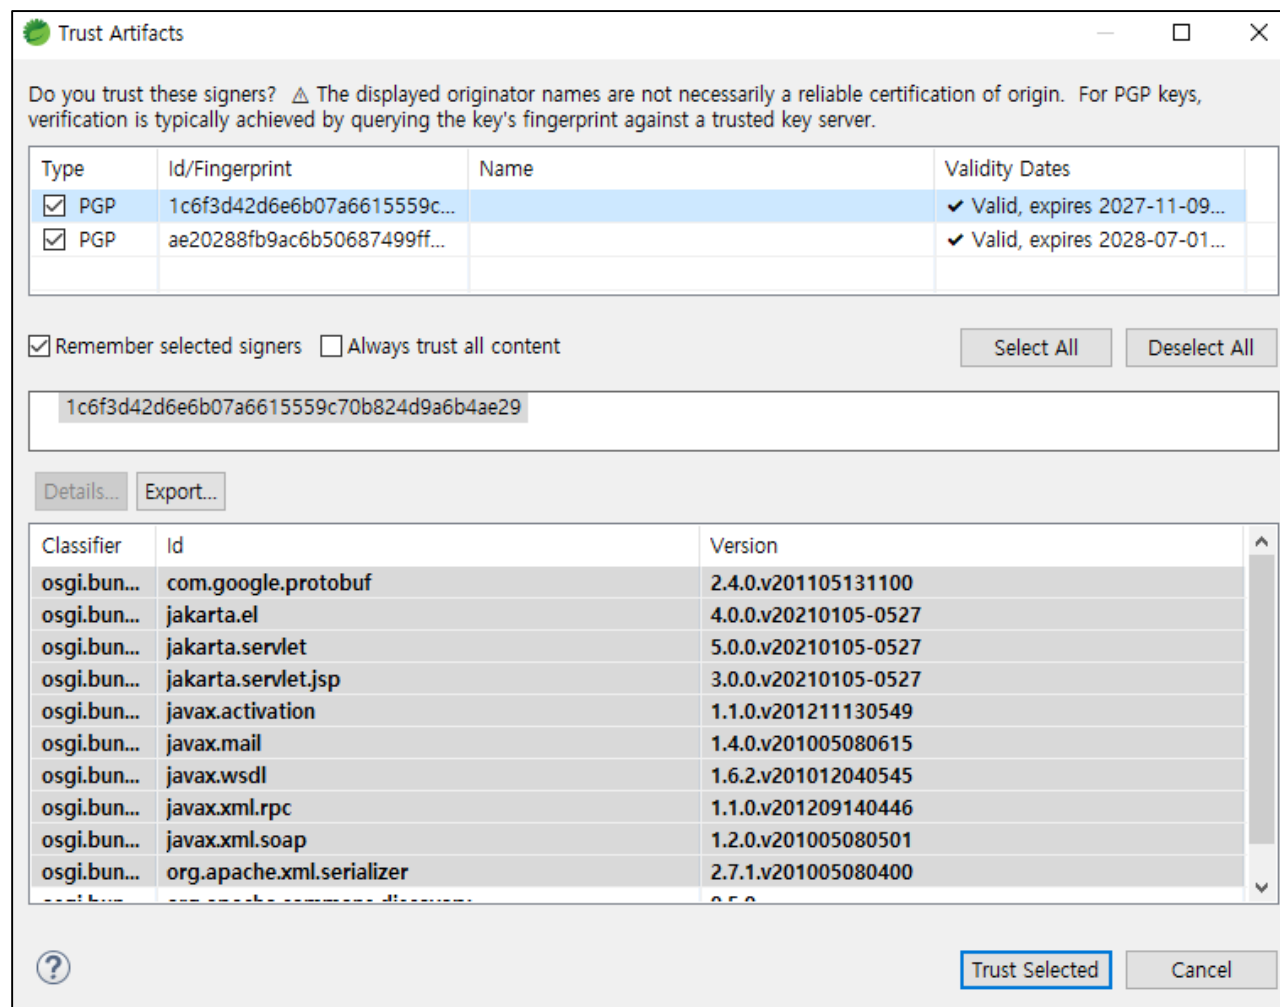 Trust Artifacts
Do you trust these signers? ⚠ The displayed originator names are not necessarily a reliable certification of origin. For PGP keys,
verification is typically achieved by querying the key's fingerprint against a trusted key server.
Type Id/Fingerprint Name Validity Dates
PGP 1c6f3d42d6e6b07a6615559c... ✔ Valid, expires 2027-11-09...
PGP ae20288fb9ac6b50687499ff... ✔ Valid, expires 2028-07-01...
Remember selected signers Always trust all content Select All Deselect All
1c6f3d42d6e6b07a6615559c70b824d9a6b4ae29
Details... Export...
Classifier Id Version
osgi.bun... com.google.protobuf 2.4.0.v201105131100
osgi.bun... jakarta.el 4.0.0.v20210105-0527
osgi.bun... jakarta.servlet 5.0.0.v20210105-0527
osgi.bun... jakarta.servlet.jsp 3.0.0.v20210105-0527
osgi.bun... javax.activation 1.1.0.v201211130549
osgi.bun... javax.mail 1.4.0.v201005080615
osgi.bun... javax.wsdl 1.6.2.v201012040545
osgi.bun... javax.xml.rpc 1.1.0.v201209140446
osgi.bun... javax.xml.soap 1.2.0.v201005080501
osgi.bun... org.apache.xml.serializer 2.7.1.v201005080400
? Trust Selected Cancel